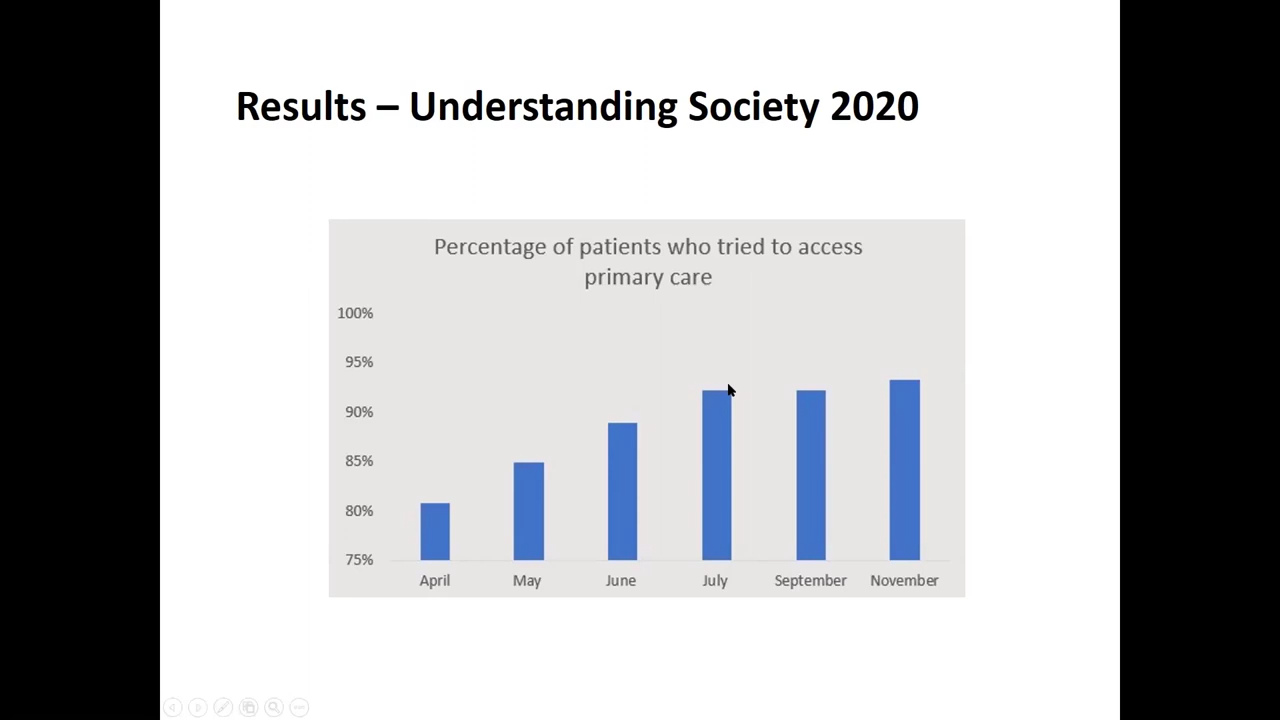 Results – Understanding Society 2020
Percentage of patients who tried to access
primary care
100%
95%
90%
85%
80%
75%
April May June July September November